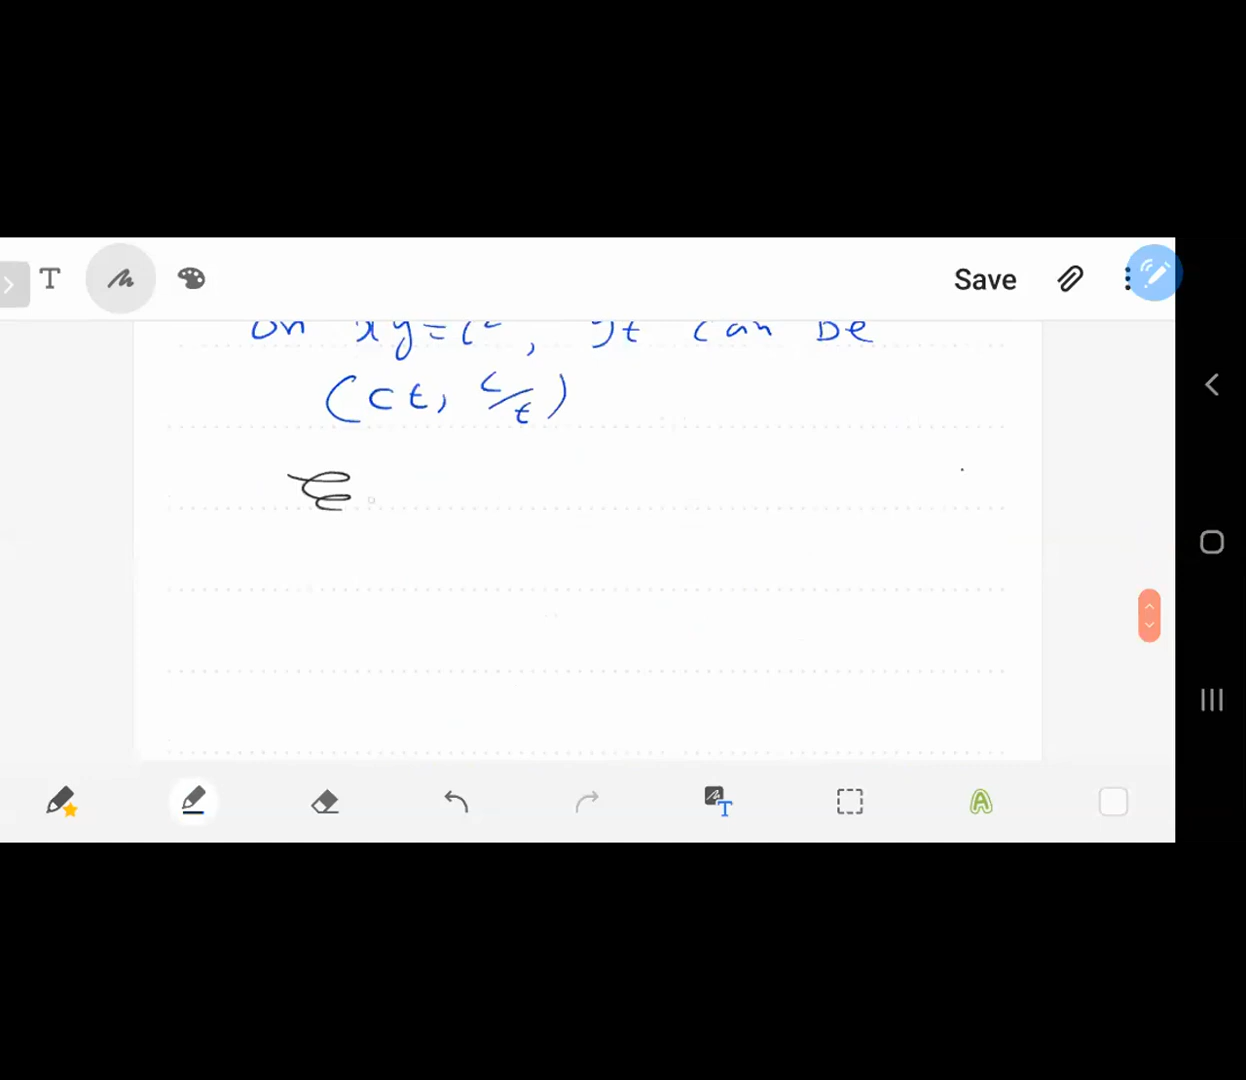 T Save
on xy=c², It can be
(ct, c/t)
T A